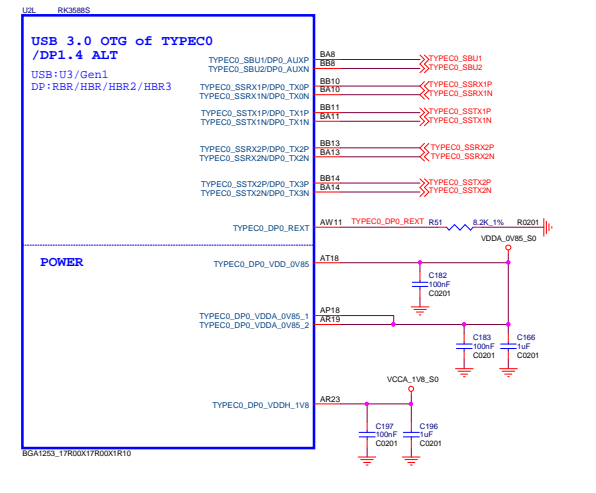 U2L RK3588S
USB 3.0 OTG of TYPEC0
/DP1.4 ALT
USB:U3/Gen1
DP:RBR/HBR/HBR2/HBR3
TYPEC0_SBU1/DP0_AUXP BA8 TYPEC0_SBU1
TYPEC0_SBU2/DP0_AUXN BB8 TYPEC0_SBU2
TYPEC0_SSRX1P/DP0_TX0P BB10 TYPEC0_SSRX1P
TYPEC0_SSRX1N/DP0_TX0N BA10 TYPEC0_SSRX1N
TYPEC0_SSTX1P/DP0_TX1P BB11 TYPEC0_SSTX1P
TYPEC0_SSTX1N/DP0_TX1N BA11 TYPEC0_SSTX1N
TYPEC0_SSRX2P/DP0_TX2P BB13 TYPEC0_SSRX2P
TYPEC0_SSRX2N/DP0_TX2N BA13 TYPEC0_SSRX2N
TYPEC0_SSTX2P/DP0_TX3P BB14 TYPEC0_SSTX2P
TYPEC0_SSTX2N/DP0_TX3N BA14 TYPEC0_SSTX2N
TYPEC0_DP0_REXT AW11 TYPEC0_DP0_REXT R51 8.2K_1% R0201
VDDA_0V85_S0
POWER
TYPEC0_DP0_VDD_0V85 AT18
C182
100nF
C0201
TYPEC0_DP0_VDDA_0V85_1 AP18
TYPEC0_DP0_VDDA_0V85_2 AR19
C183 C166
100nF 1uF
C0201 C0201
VCCA_1V8_S0
TYPEC0_DP0_VDDH_1V8 AR23
C197 C196
100nF 1uF
C0201 C0201
BGA1253_17R00X17R00X1R10